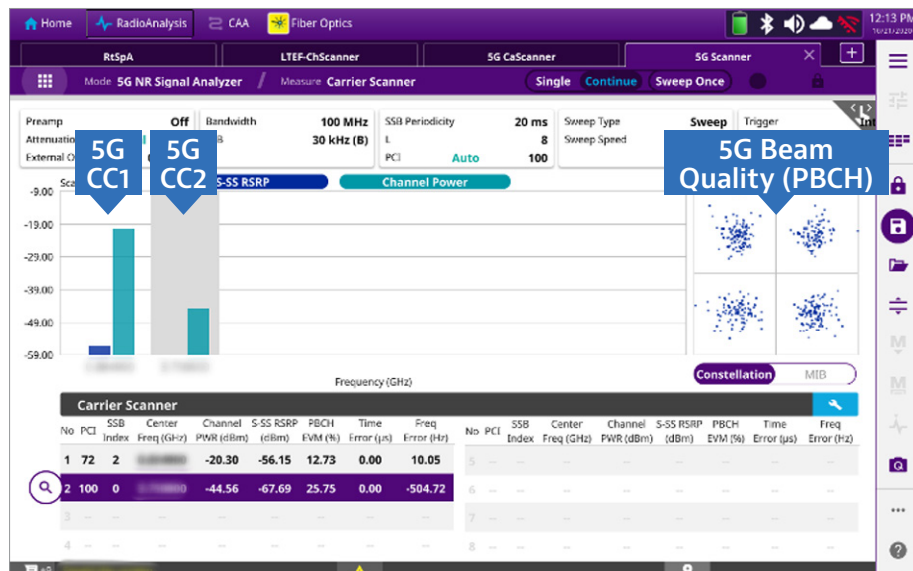 Home RadioAnalysis CAA Fiber Optics 12:13 PM
10/21/2020
RtSpA LTEF-ChScanner 5G CaScanner 5G Scanner × +
Mode 5G NR Signal Analyzer / Measure Carrier Scanner Single Continue Sweep Once
Preamp Off Bandwidth 100 MHz SSB Periodicity 20 ms Sweep Type Sweep Trigger Int
30 kHz (B) L 8 Sweep Speed
PCI Auto 100
5G CC1
5G CC2
5G Beam Quality (PBCH)
S-SS RSRP Channel Power
-9.00
-19.00
-29.00
-39.00
-49.00
-59.00
Frequency (GHz)
Constellation MIB
Carrier Scanner
No PCI SSB Index Center Freq (GHz) Channel PWR (dBm) S-SS RSRP (dBm) PBCH EVM (%) Time Error (μs) Freq Error (Hz) No PCI SSB Index Center Freq (GHz) Channel PWR (dBm) S-SS RSRP (dBm) PBCH EVM (%) Time Error (μs) Freq Error (Hz)
1 72 2 -20.30 -56.15 12.73 0.00 10.05 5 -- -- -- -- -- -- -- --
2 100 0 -44.56 -67.69 25.75 0.00 -504.72 6 -- -- -- -- -- -- -- --
3 -- -- -- -- -- -- -- -- 7 -- -- -- -- -- -- -- --
4 -- -- -- -- -- -- -- -- 8 -- -- -- -- -- -- -- --